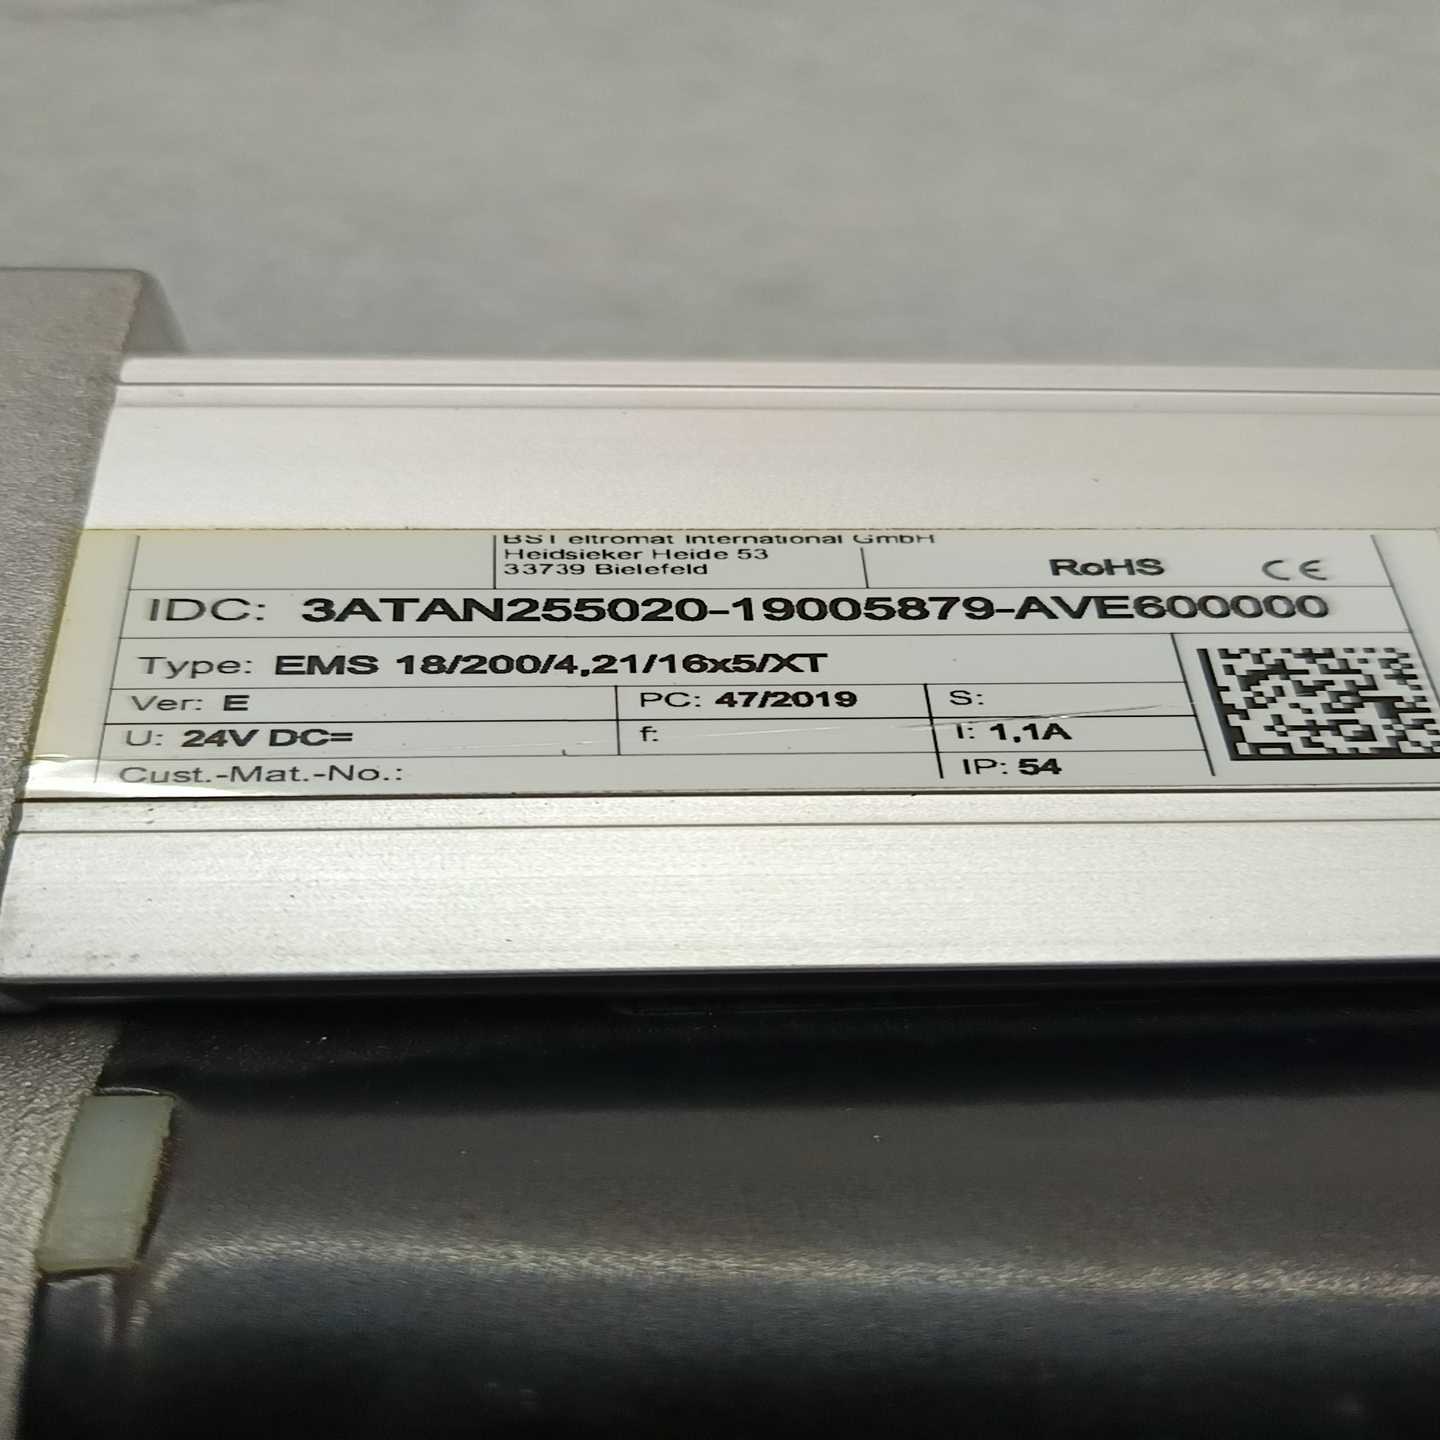 BST eltromat International GmbH
Heidsieker Heide 53
33739 Bielefeld
RoHS CE
IDC: 3ATAN255020-19005879-AVE600000
Type: EMS 18/200/4,21/16x5/XT
Ver: E PC: 47/2019 S:
U: 24V DC= f: I: 1,1A
Cust.-Mat.-No.: IP: 54